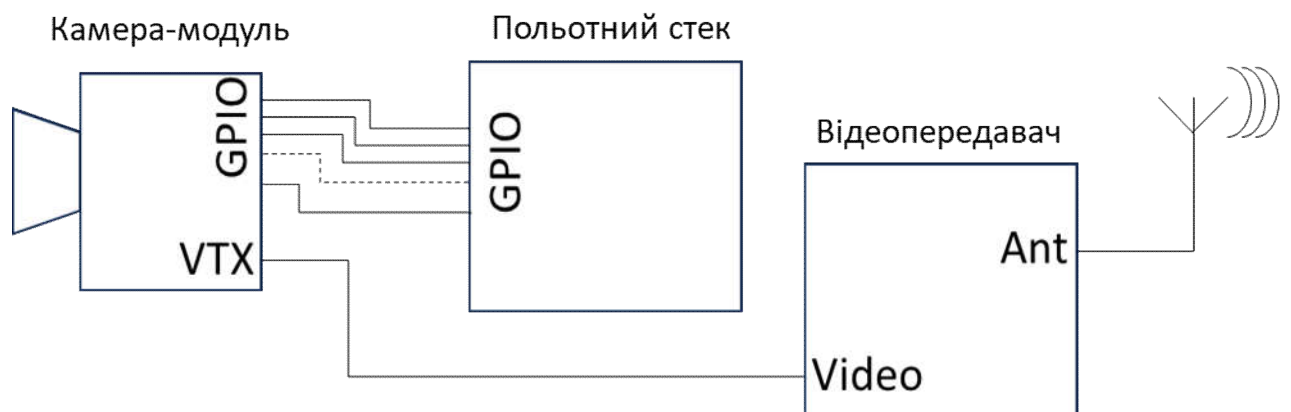 Камера-модуль
Польотний стек
Відеопередавач
GPIO
GPIO
VTX
Ant
Video